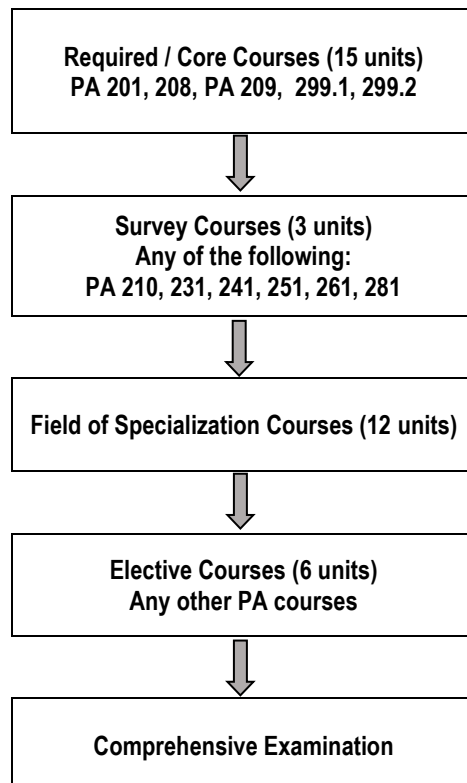 Required / Core Courses (15 units)
PA 201, 208, PA 209, 299.1, 299.2
Survey Courses (3 units)
Any of the following:
PA 210, 231, 241, 251, 261, 281
Field of Specialization Courses (12 units)
Elective Courses (6 units)
Any other PA courses
Comprehensive Examination